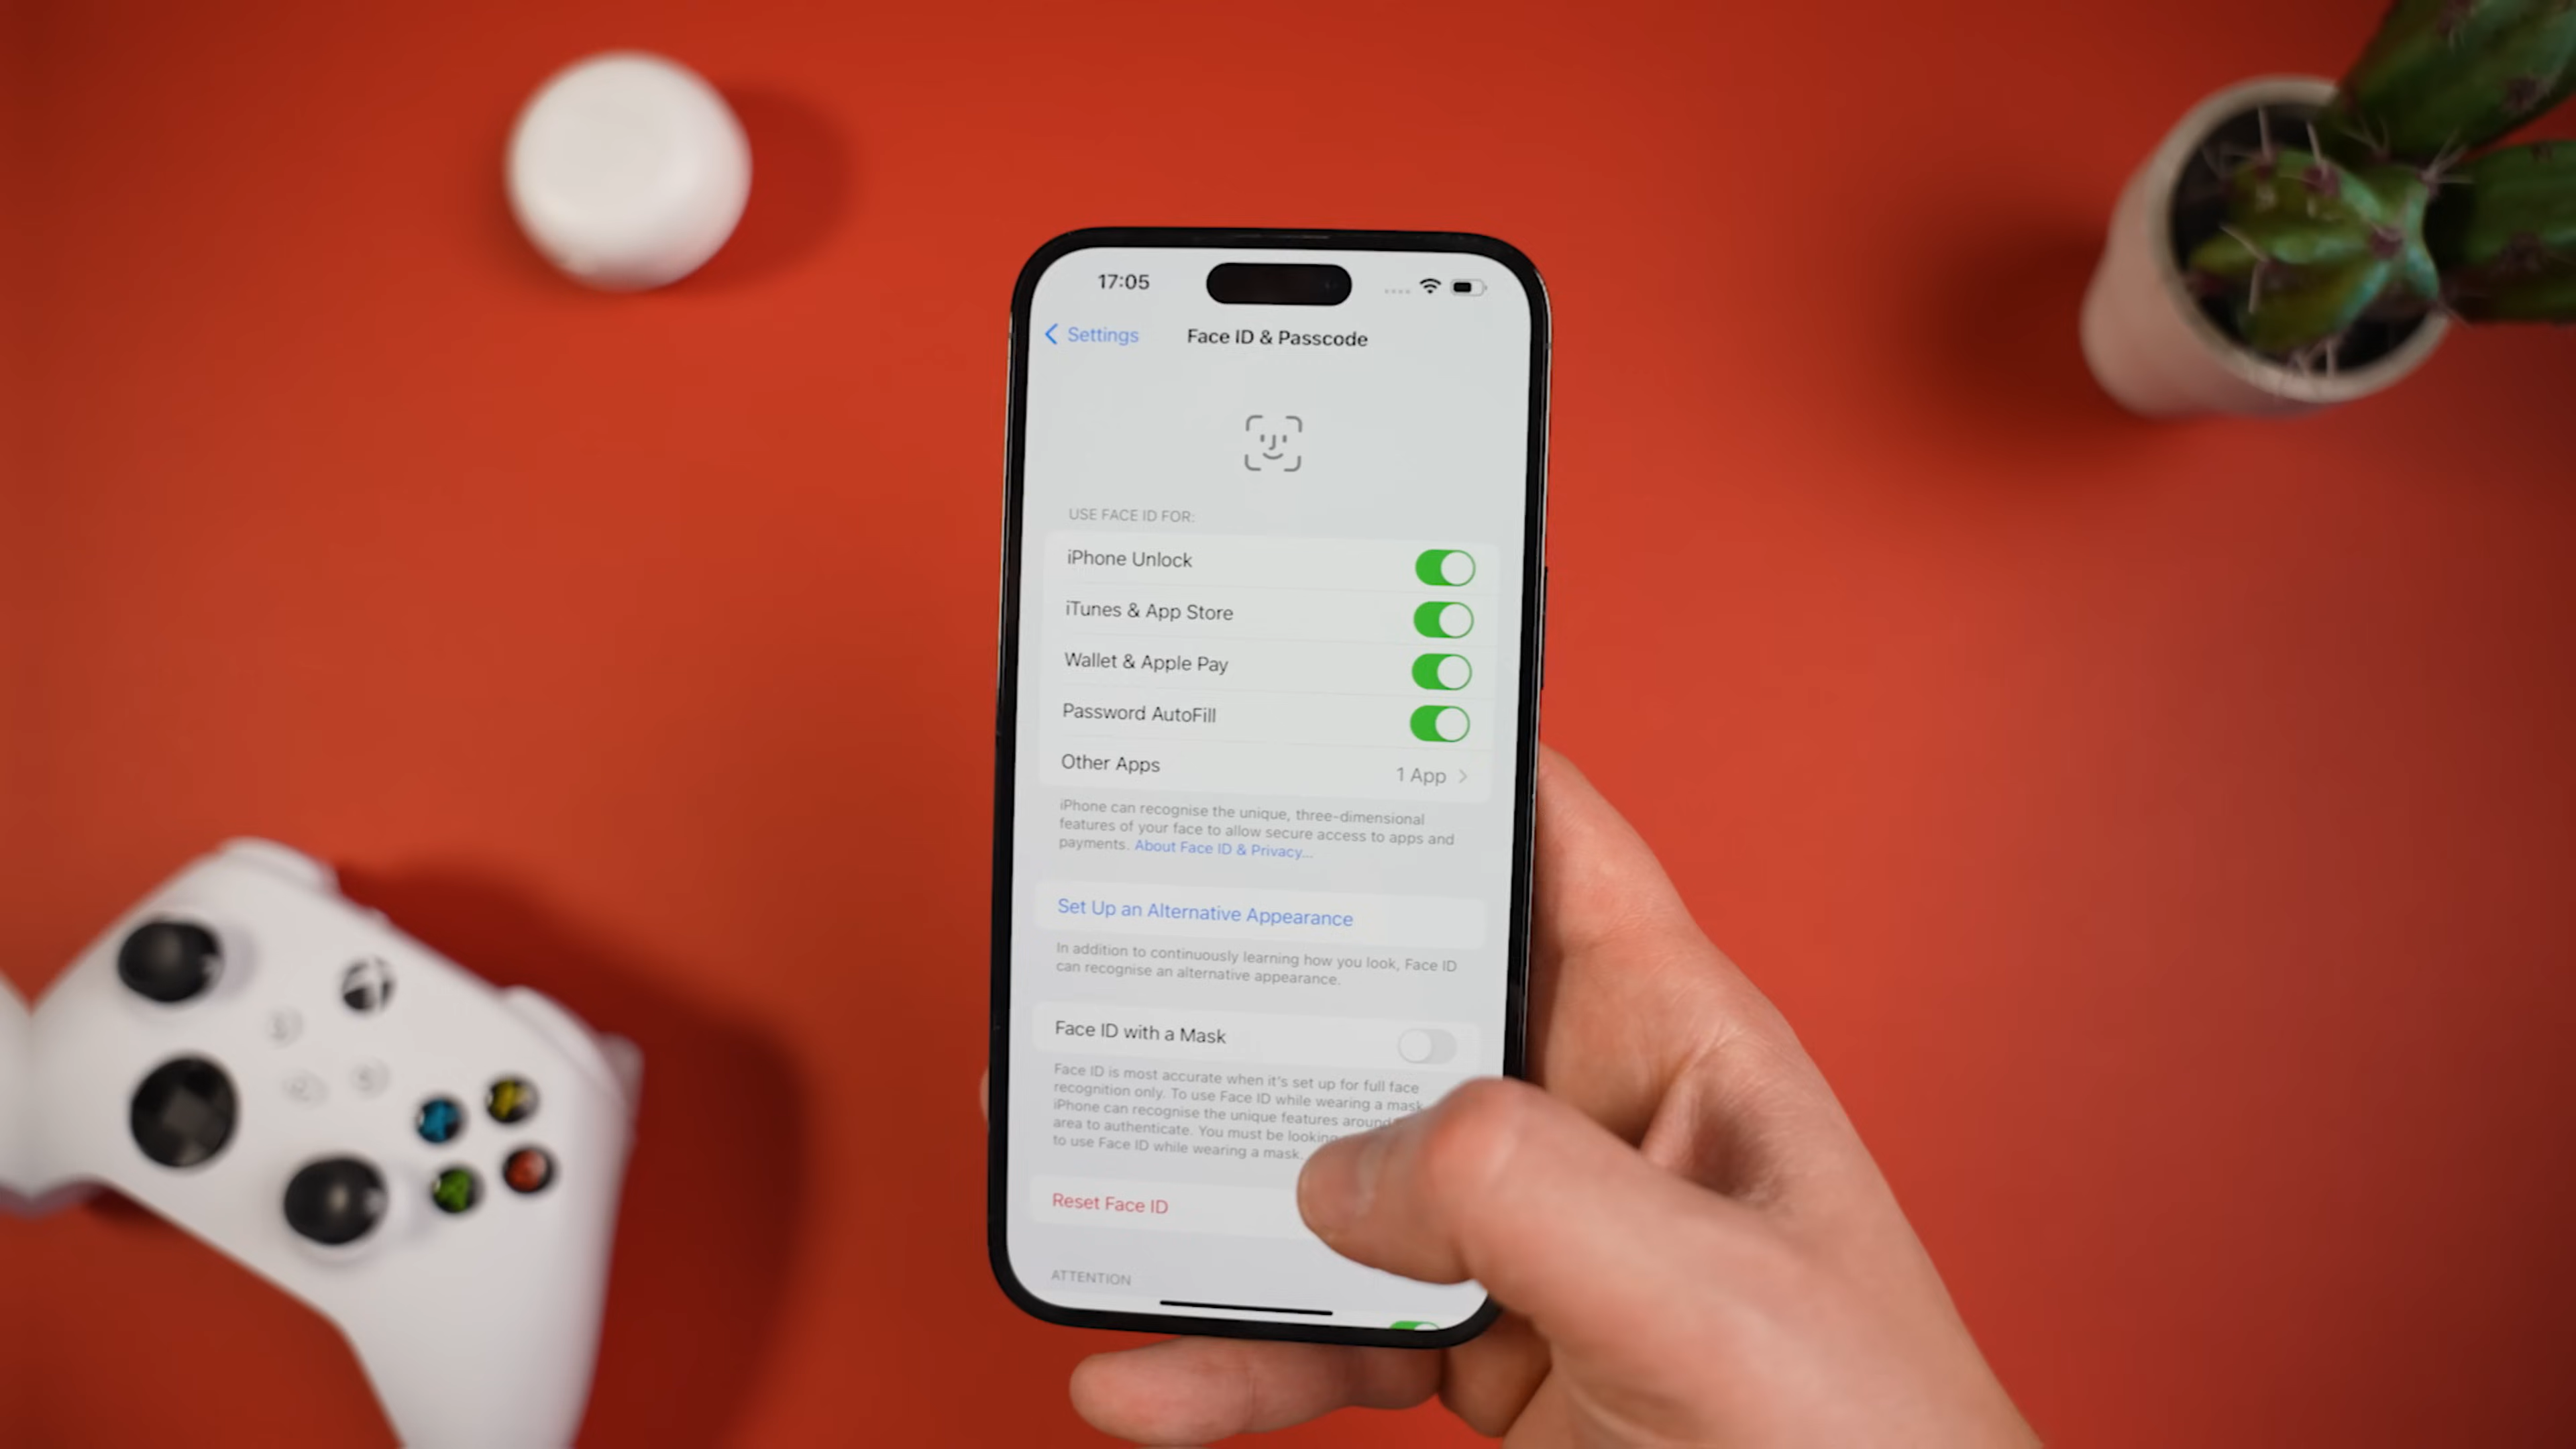 17:05
Settings
Face ID & Passcode
USE FACE ID FOR:
iPhone Unlock
iTunes & App Store
Wallet & Apple Pay
Password AutoFill
Other Apps
1 App
iPhone can recognise the unique, three-dimensional
features of your face to allow secure access to apps and
payments. About Face ID & Privacy...
Set Up an Alternative Appearance
In addition to continuously learning how you look, Face ID
can recognise an alternative appearance.
Face ID with a Mask
Face ID is most accurate when it's set up for full face
recognition only. To use Face ID while wearing a mask,
iPhone can recognise the unique features around
area to authenticate. You must be looking
to use Face ID while wearing a mask.
Reset Face ID
ATTENTION